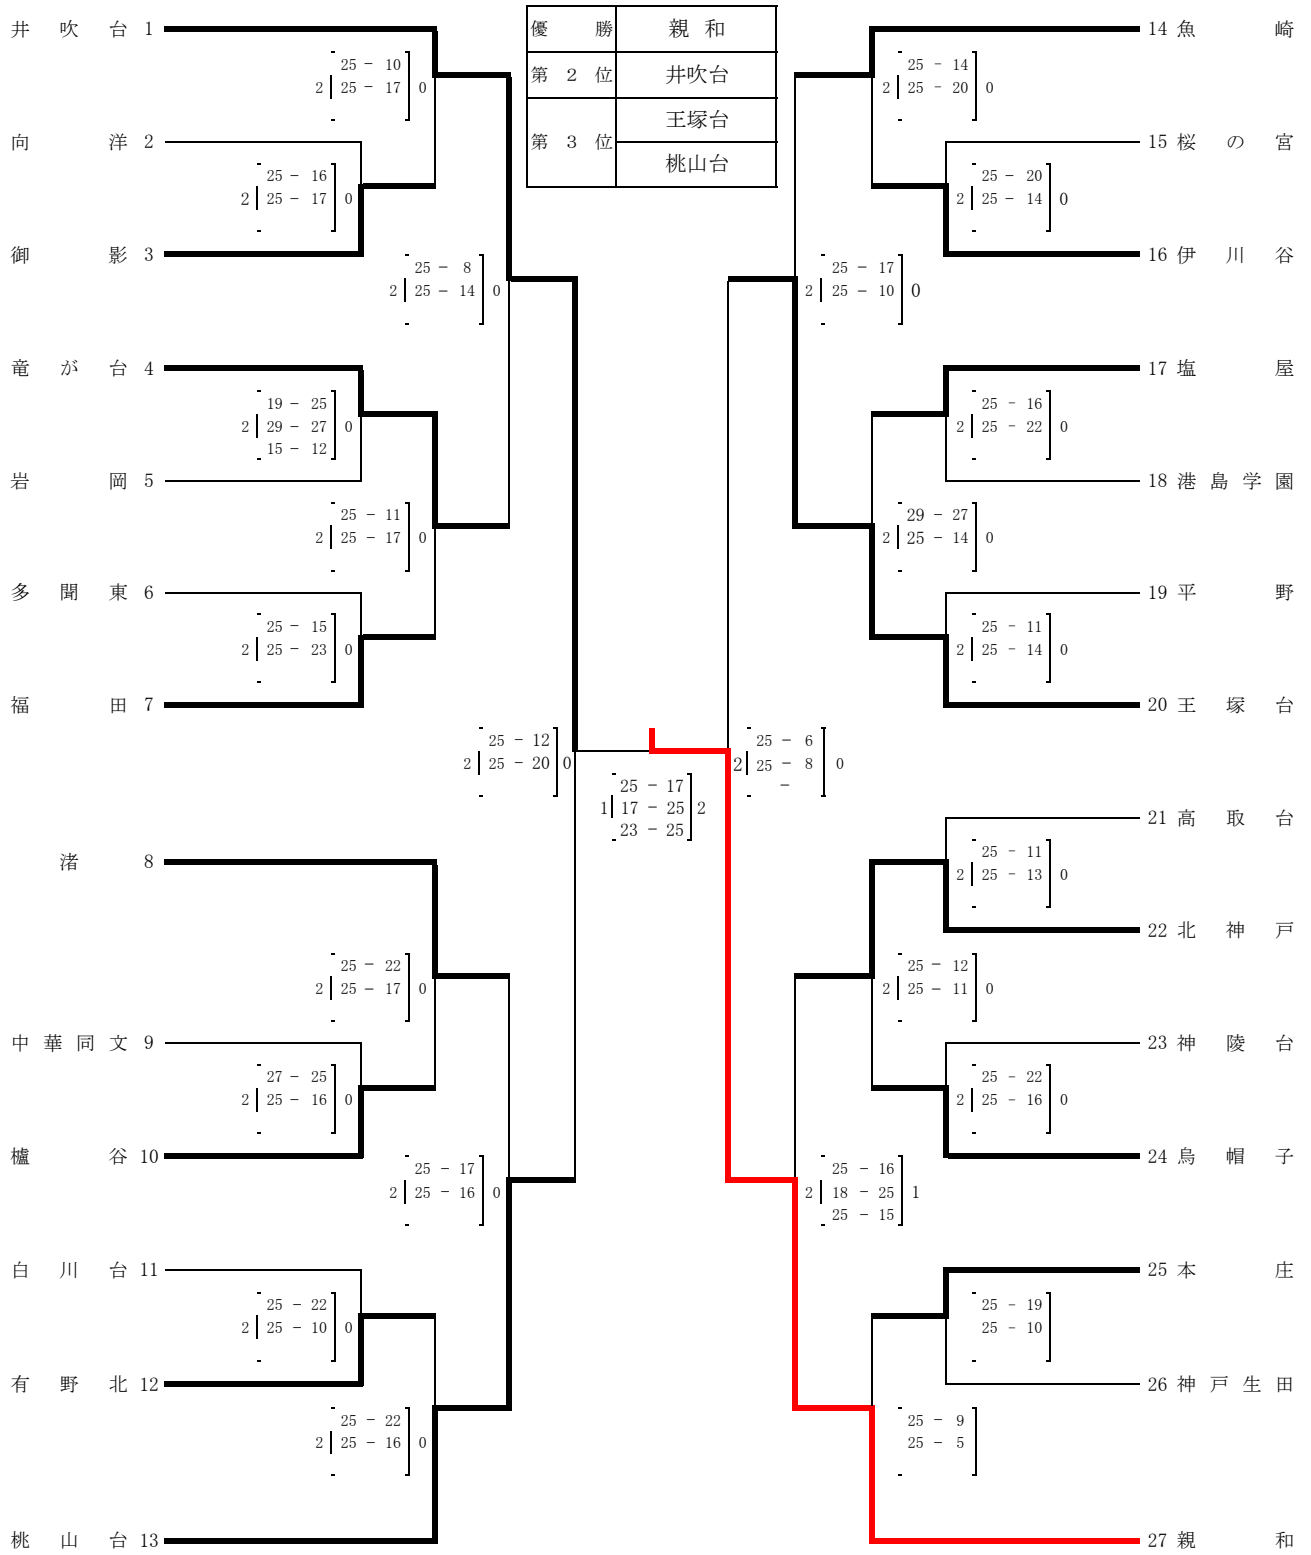 井吹台 1
25 - 10
2 25 - 17 0
向洋 2
25 - 16
2 25 - 17 0
御影 3
25 - 8
2 25 - 14 0
竜が台 4
19 - 25
2 29 - 27 0
15 - 12
岩岡 5
25 - 11
2 25 - 17 0
多聞東 6
25 - 15
2 25 - 23 0
福田 7
25 - 12
2 25 - 20 0
渚 8
25 - 22
2 25 - 17 0
中華同文 9
27 - 25
2 25 - 16 0
櫨谷 10
25 - 17
2 25 - 16 0
白川台 11
25 - 22
2 25 - 10 0
有野北 12
25 - 22
2 25 - 16 0
桃山台 13
優勝 親和
第2位 井吹台
第3位 王塚台
桃山台
25 - 17
1 17 - 25 2
23 - 25
14 魚崎
25 - 14
2 25 - 20 0
15 桜の宮
25 - 20
2 25 - 14 0
16 伊川谷
25 - 17
2 25 - 10 0
17 塩屋
25 - 16
2 25 - 22 0
18 港島学園
29 - 27
2 25 - 14 0
19 平野
25 - 11
2 25 - 14 0
20 王塚台
25 - 6
2 25 - 8 0
-
21 高取台
25 - 11
2 25 - 13 0
22 北神戸
25 - 12
2 25 - 11 0
23 神陵台
25 - 22
2 25 - 16 0
24 烏帽子
25 - 16
2 18 - 25 1
25 - 15
25 本庄
25 - 19
25 - 10
26 神戸生田
25 - 9
25 - 5
27 親和